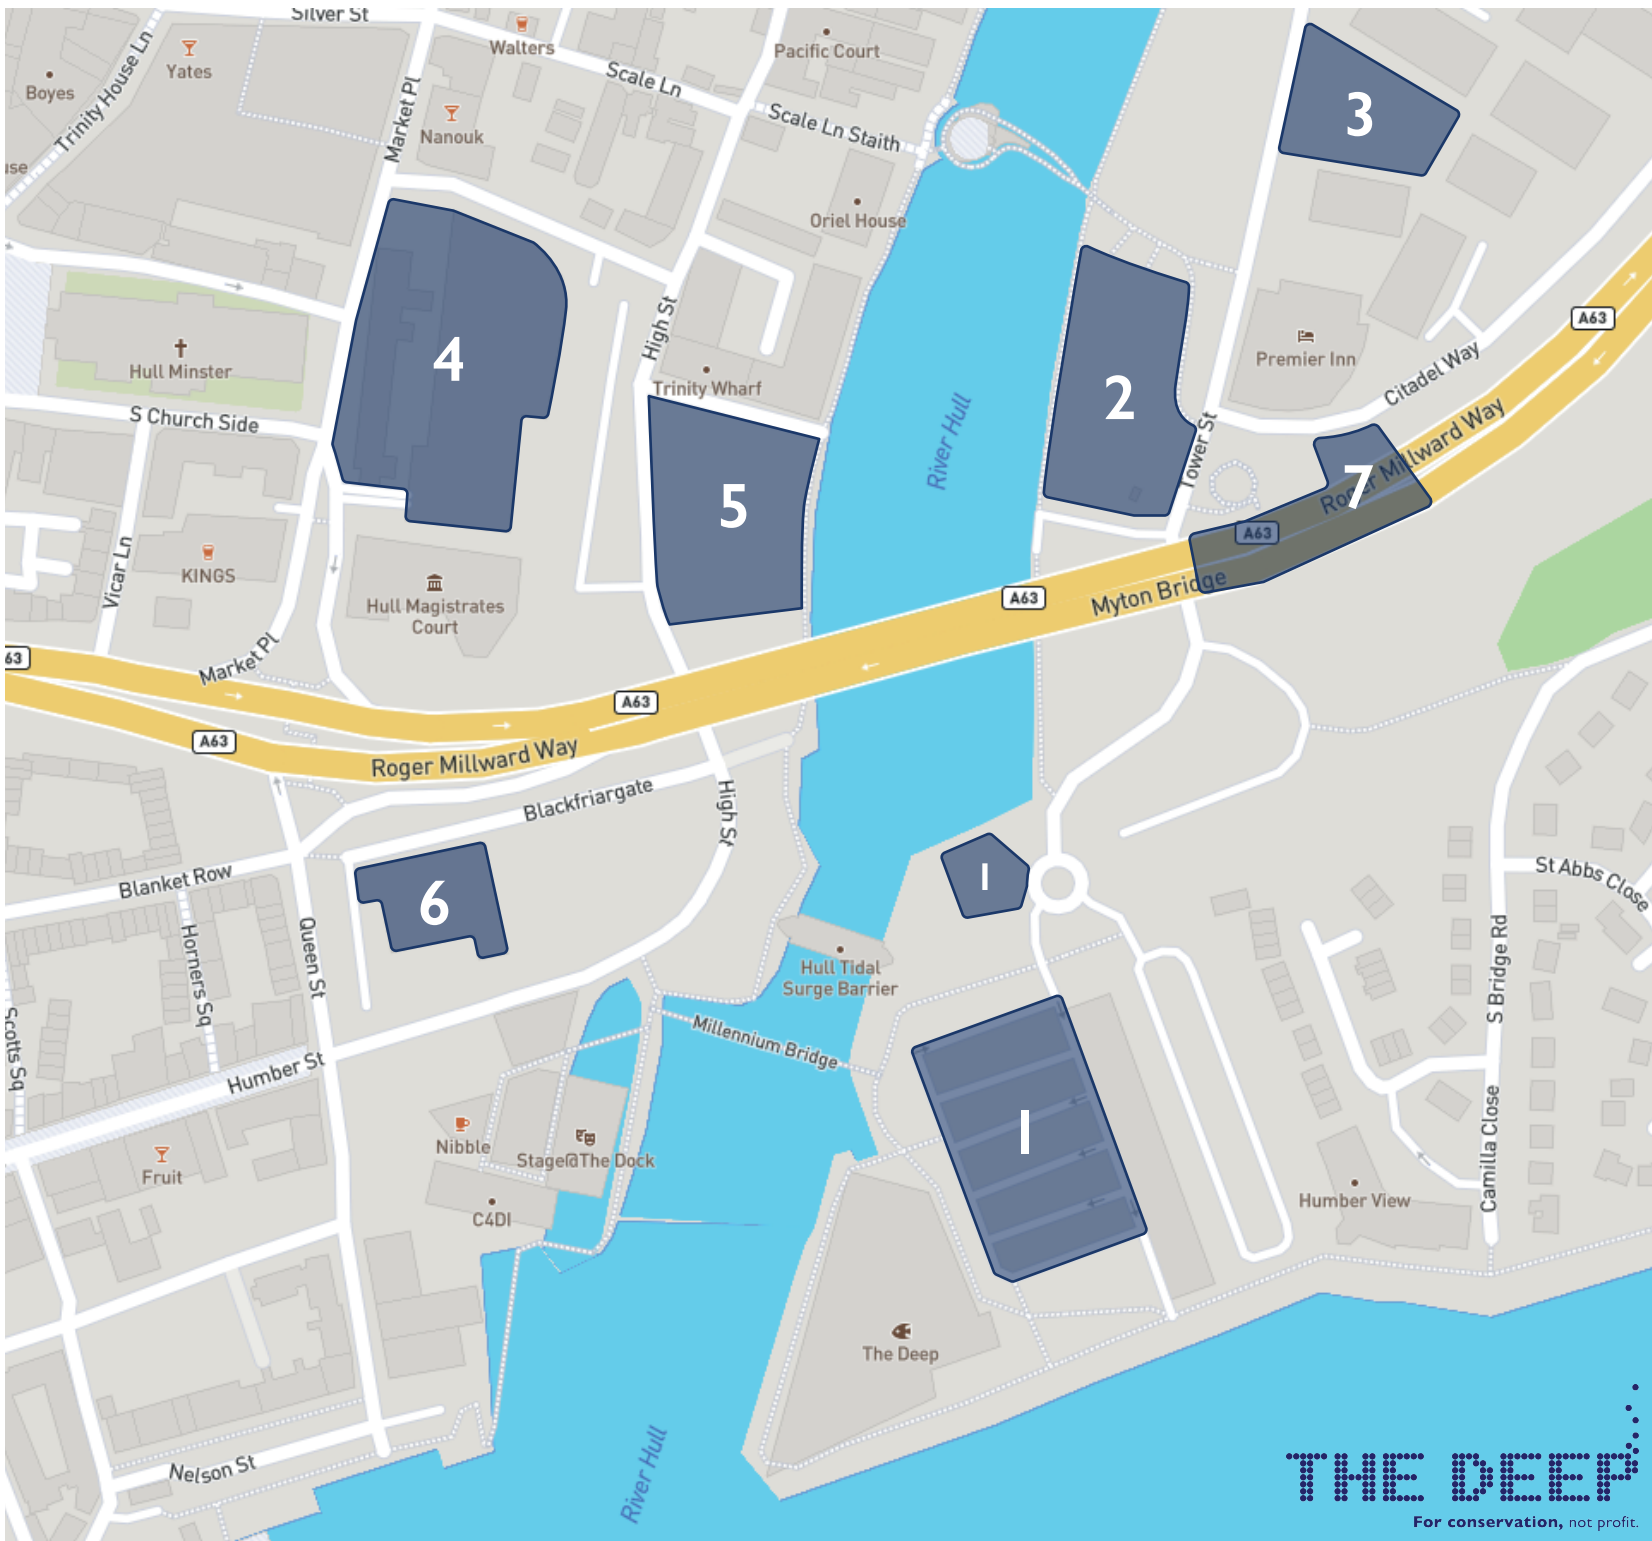 Silver St
Walters
Pacific Court
Yates
Boyes
Trinity House Ln
Market Pl
Scale Ln
Nanouk
Scale Ln Staith
3
use
Oriel House
A63
4
High St
Premier Inn
Hull Minster
Trinity Wharf
Citadel Way
2
S Church Side
River Hull
Tower St
Roger Millward Way
7
5
A63
KINGS
Vicar Ln
Hull Magistrates
Court
A63
Myton Bridge
63
Market Pl
A63
A63
Roger Millward Way
Blackfriargate
High St
Blanket Row
6
1
St Abbs Close
Horners Sq
Queen St
Hull Tidal
Surge Barrier
S Bridge Rd
Scotts Sq
Millennium Bridge
Humber St
Nibble
Stage@The Dock
1
Fruit
Camilla Close
C4DI
Humber View
The Deep
Nelson St
River Hull
THE DEEP
For conservation, not profit.